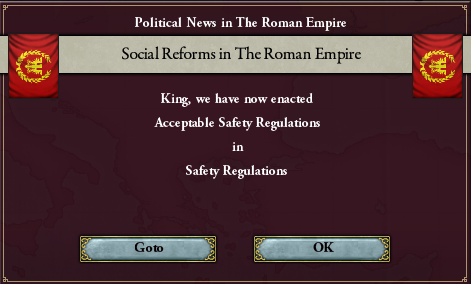 Political News in The Roman Empire
Social Reforms in The Roman Empire
King, we have now enacted
Acceptable Safety Regulations
in
Safety Regulations
Goto
OK